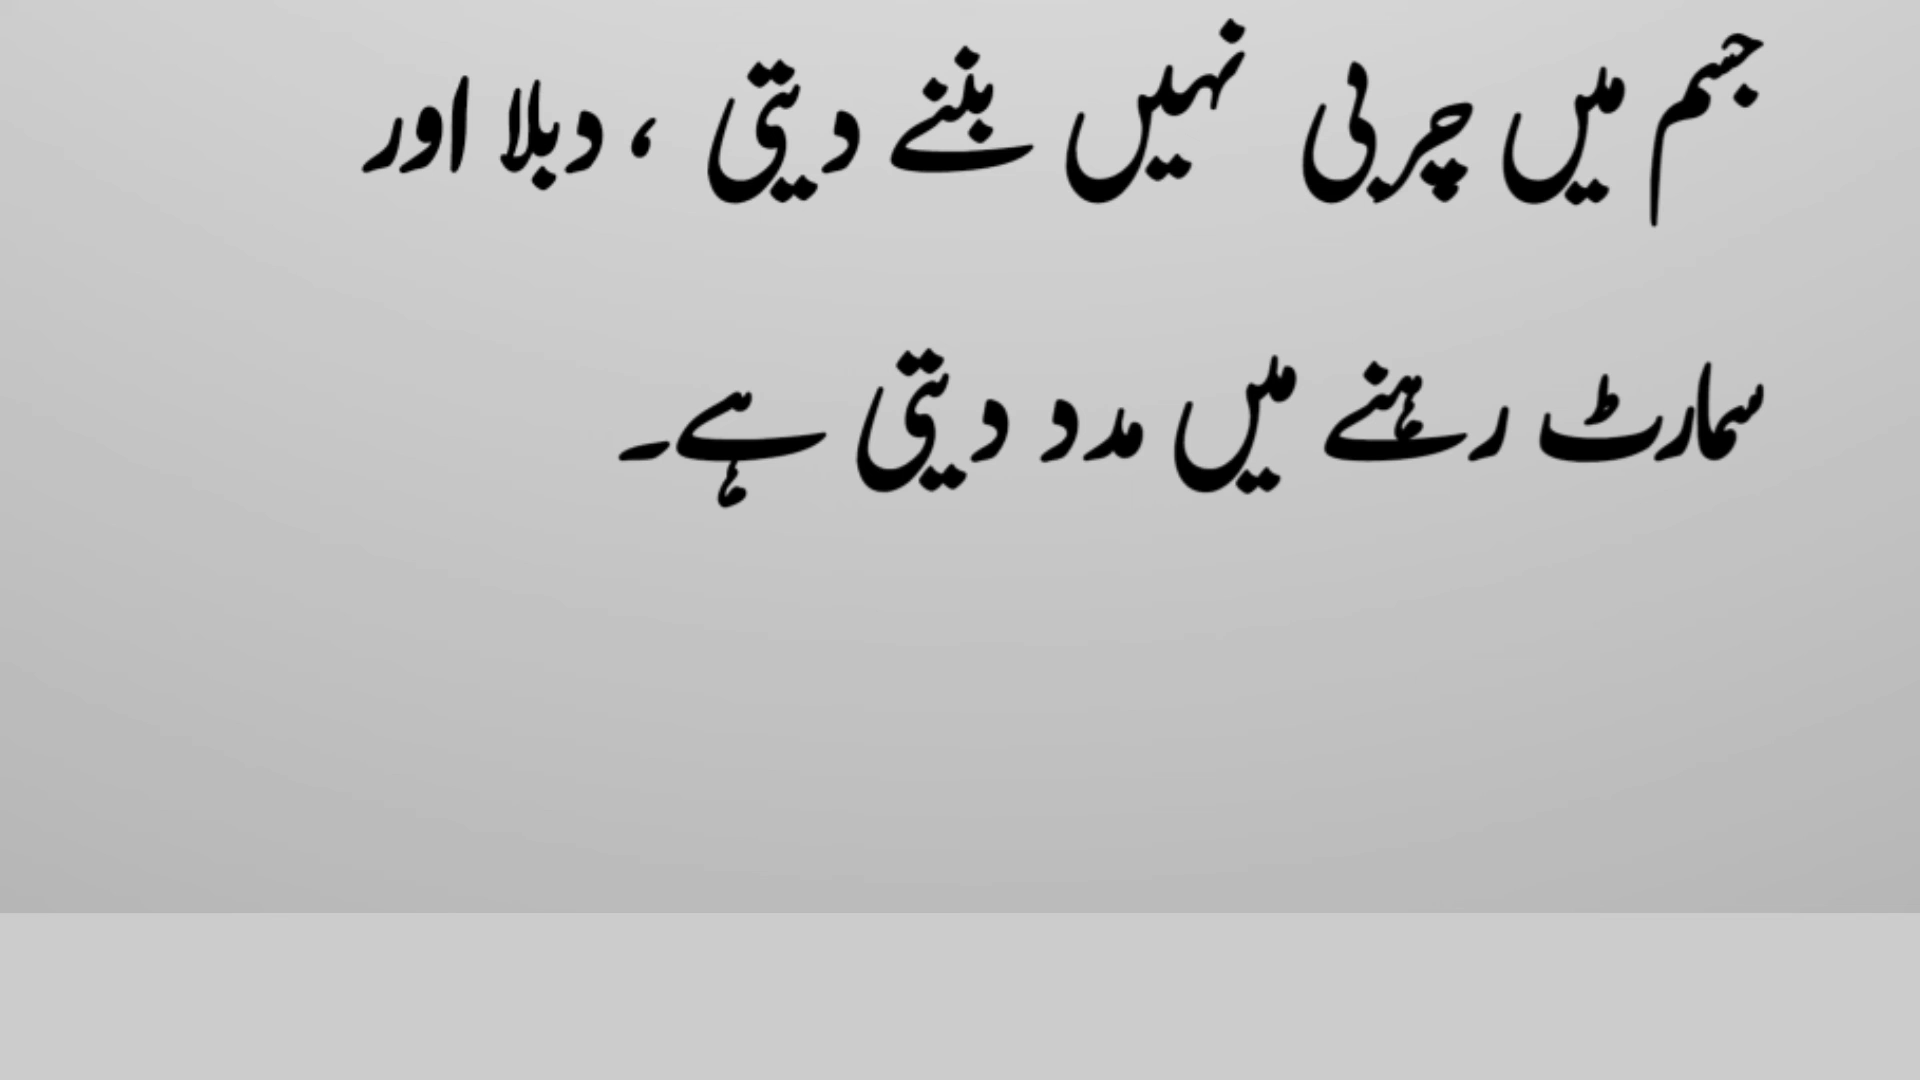 جسم میں چربی نہیں بننے دیتی ، دبلا اور
سمارٹ رہنے میں مدد دیتی ہے۔